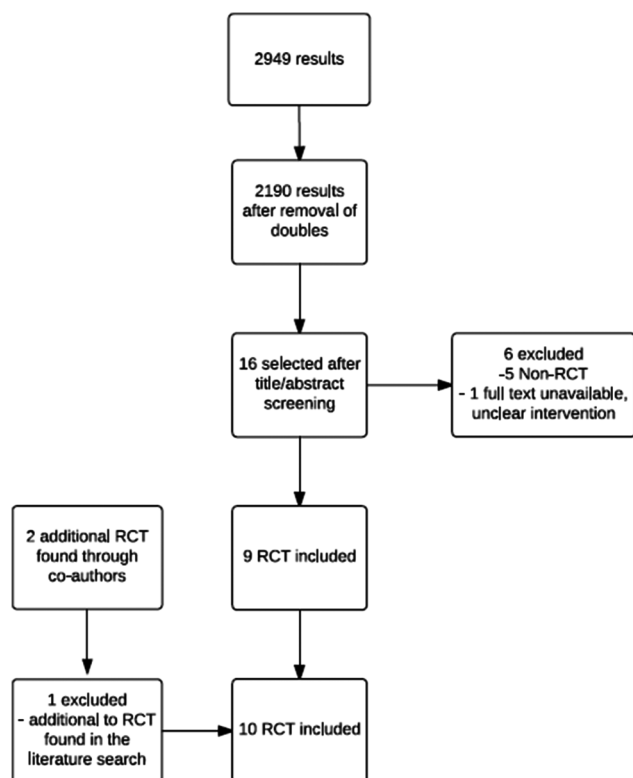 2949 results
2190 results
after removal of
doubles
16 selected after
title/abstract
screening
6 excluded
-5 Non-RCT
- 1 full text unavailable,
unclear intervention
2 additional RCT
found through
co-authors
9 RCT included
1 excluded
- additional to RCT
found in the
literature search
10 RCT included